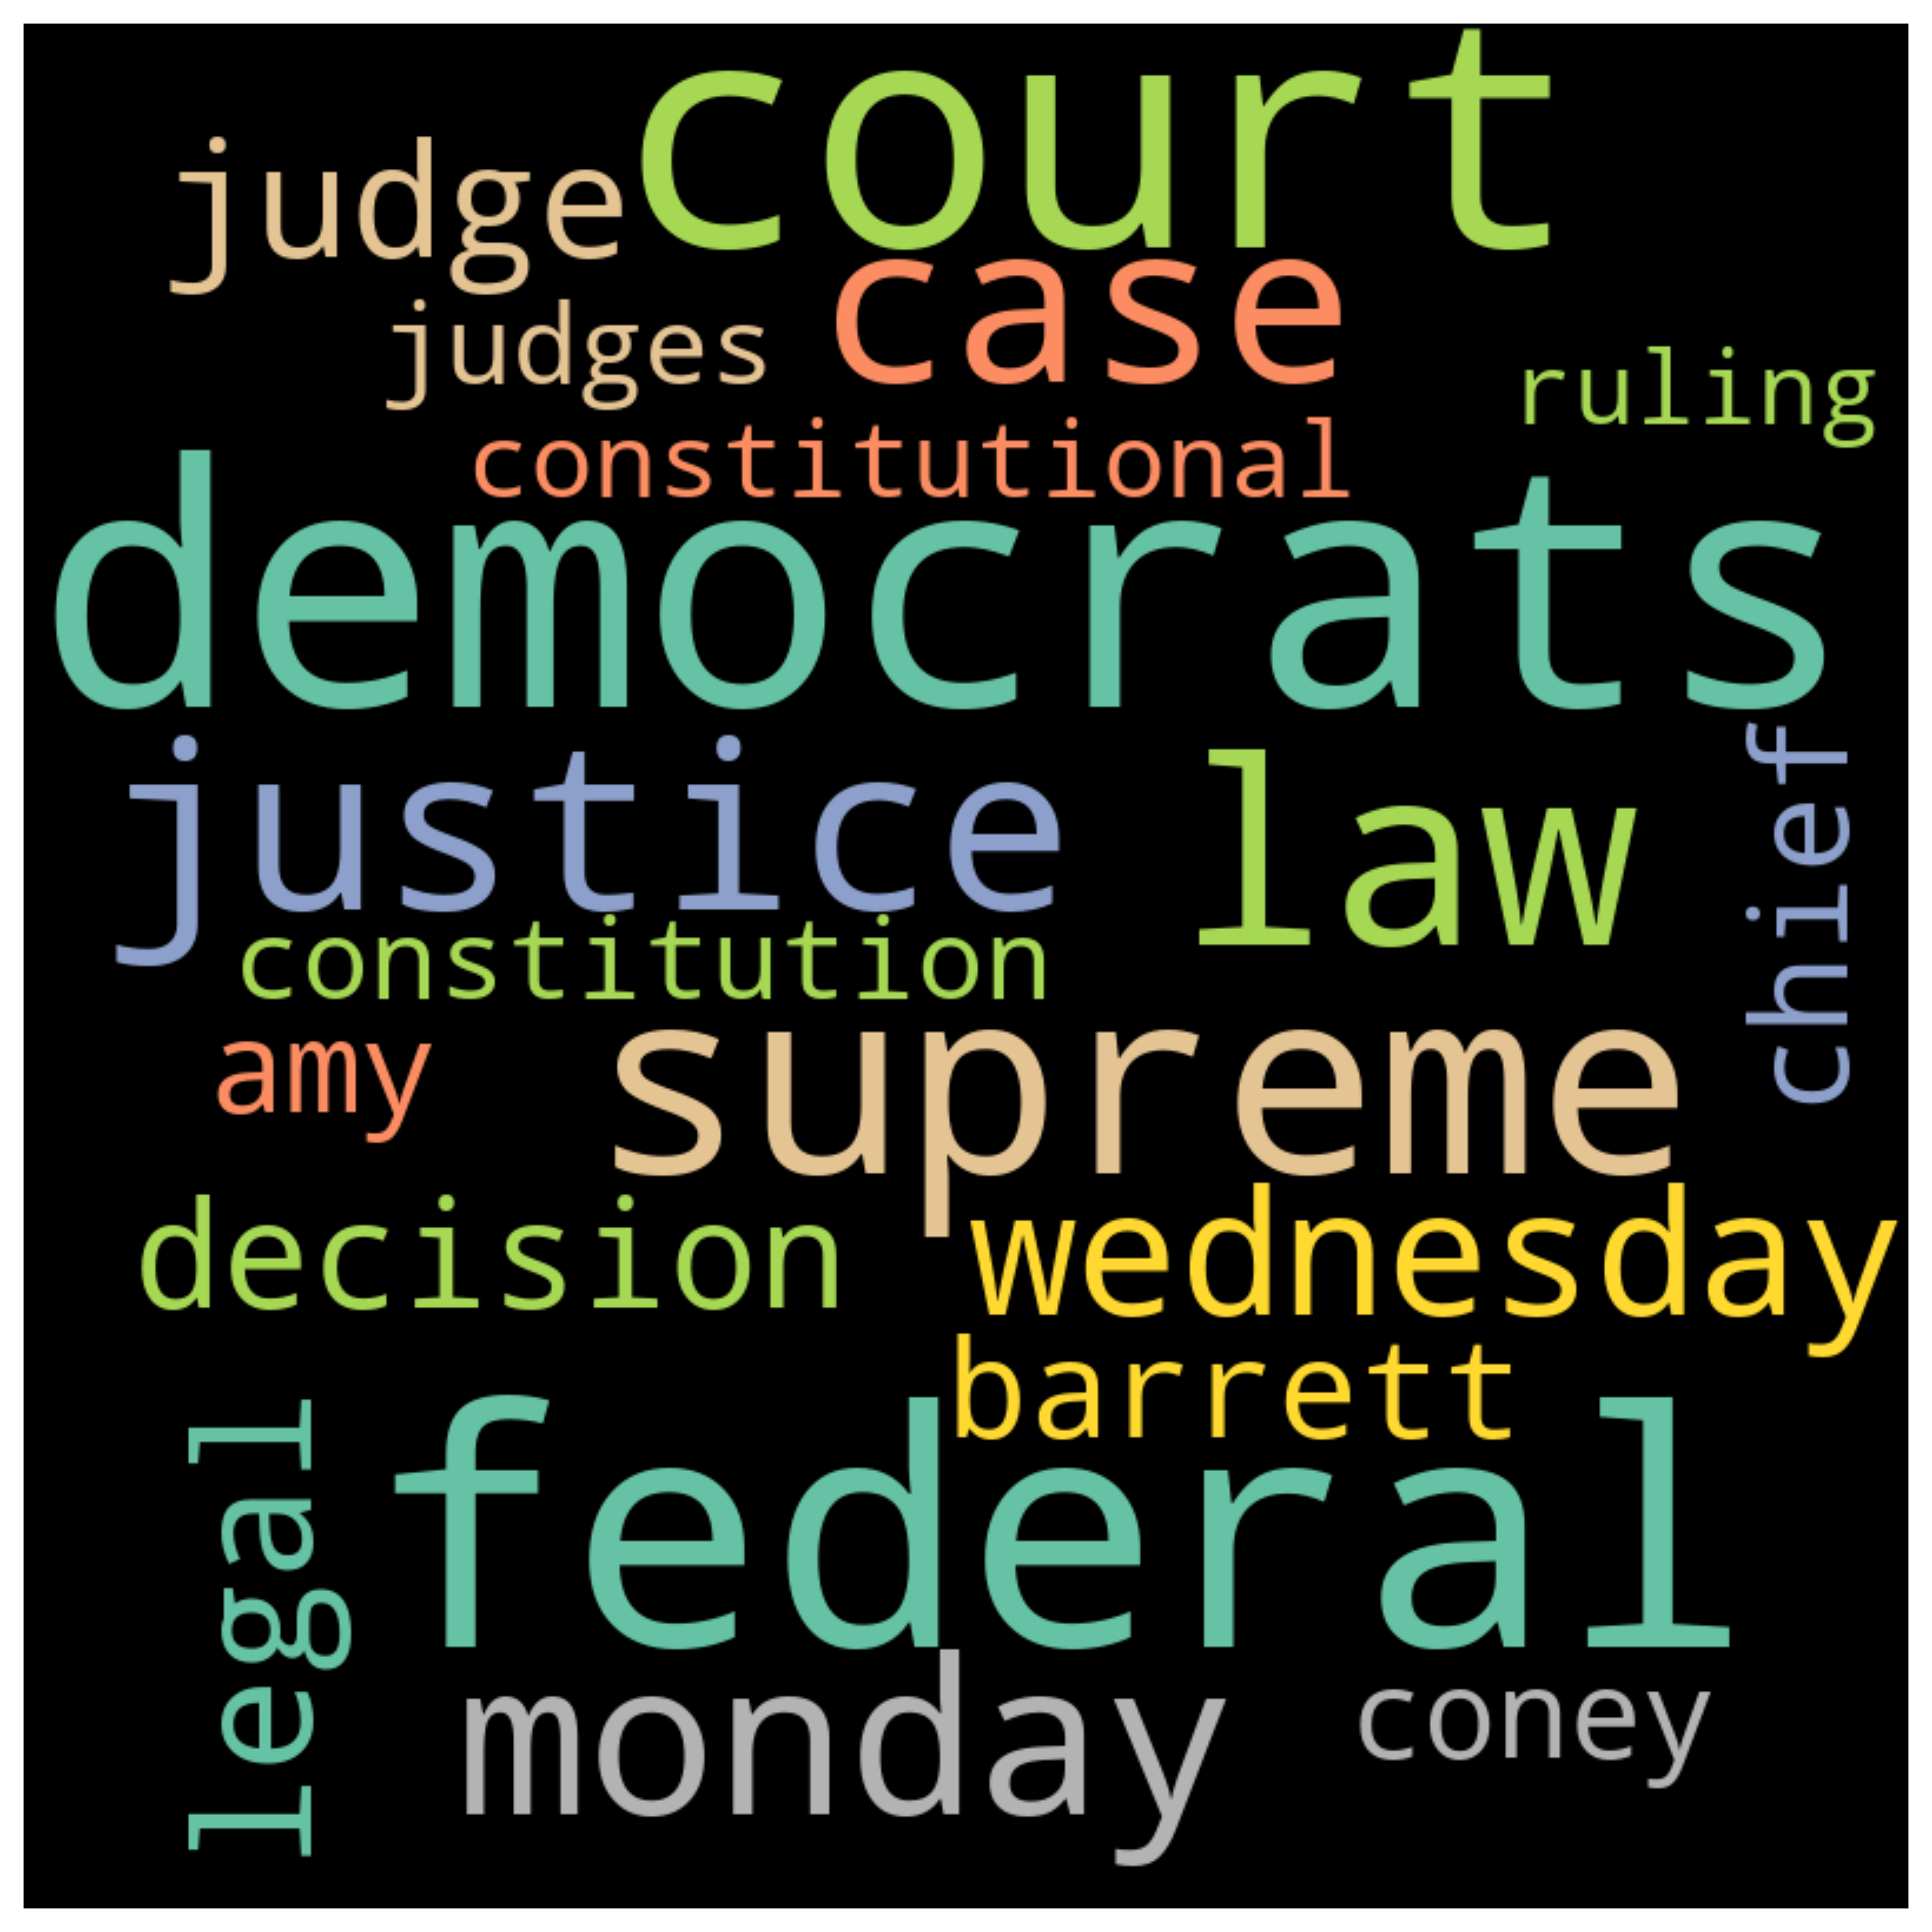 court
judge
case
judges
ruling
constitutional
democrats
justice
law
chief
constitution
supreme
amy
decision
wednesday
barrett
federal
legal
monday
coney